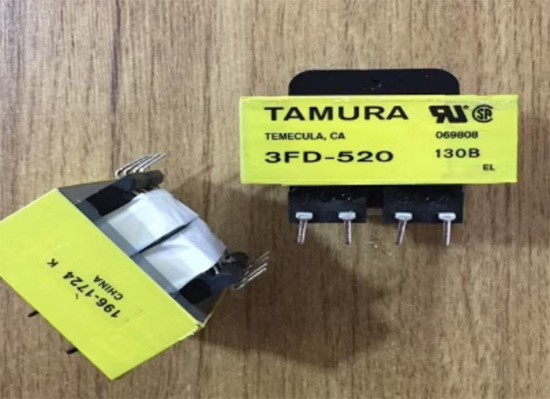 TAMURA
TEMECULA, CA
069808
3FD-520
130B
EL
196-1724 K
CHINA